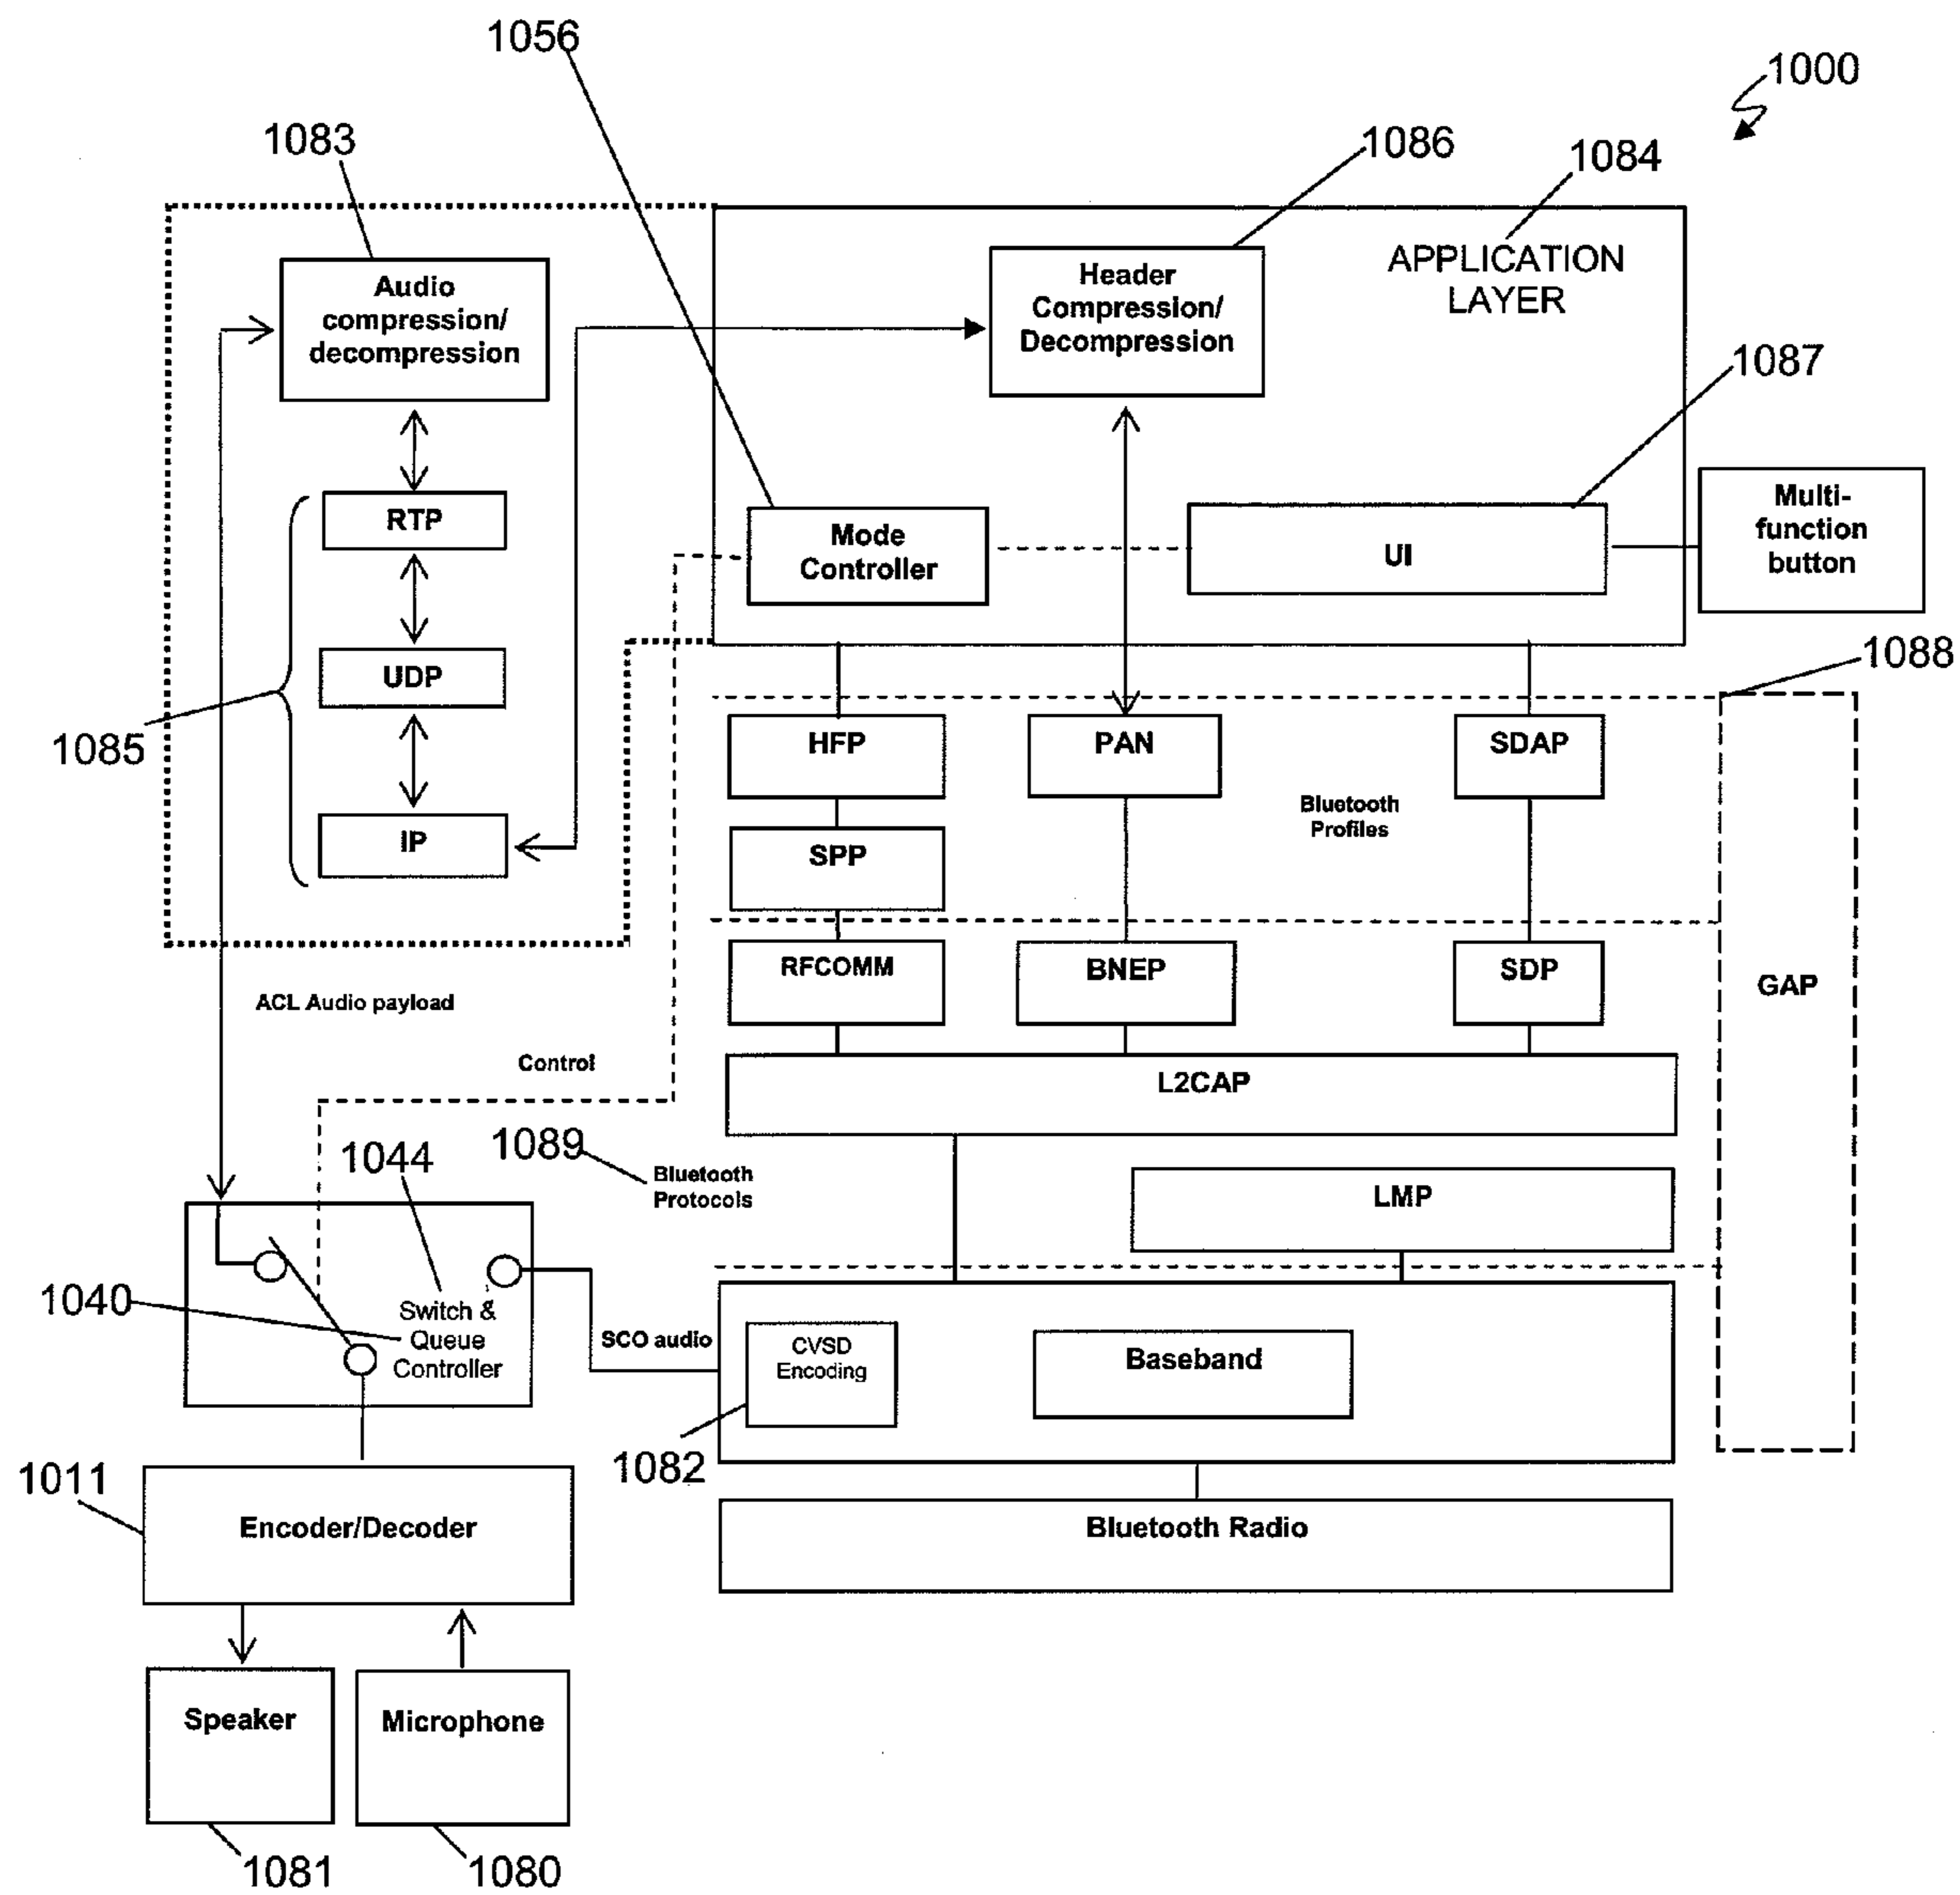 1056
1000
1083
1086
1084
APPLICATION
LAYER
Audio
compression/
decompression
Header
Compression/
Decompression
1087
RTP
Mode
Controller
UI
Multi-
function
button
UDP
1088
1085
HFP
PAN
SDAP
IP
Bluetooth
Profiles
SPP
RFCOMM
BNEP
SDP
GAP
ACL Audio payload
Control
L2CAP
1044
1089
Bluetooth
Protocols
LMP
1040
Switch &
Queue
Controller
SCO audio
CVSD
Encoding
Baseband
1082
1011
Encoder/Decoder
Bluetooth Radio
Speaker
Microphone
1081
1080